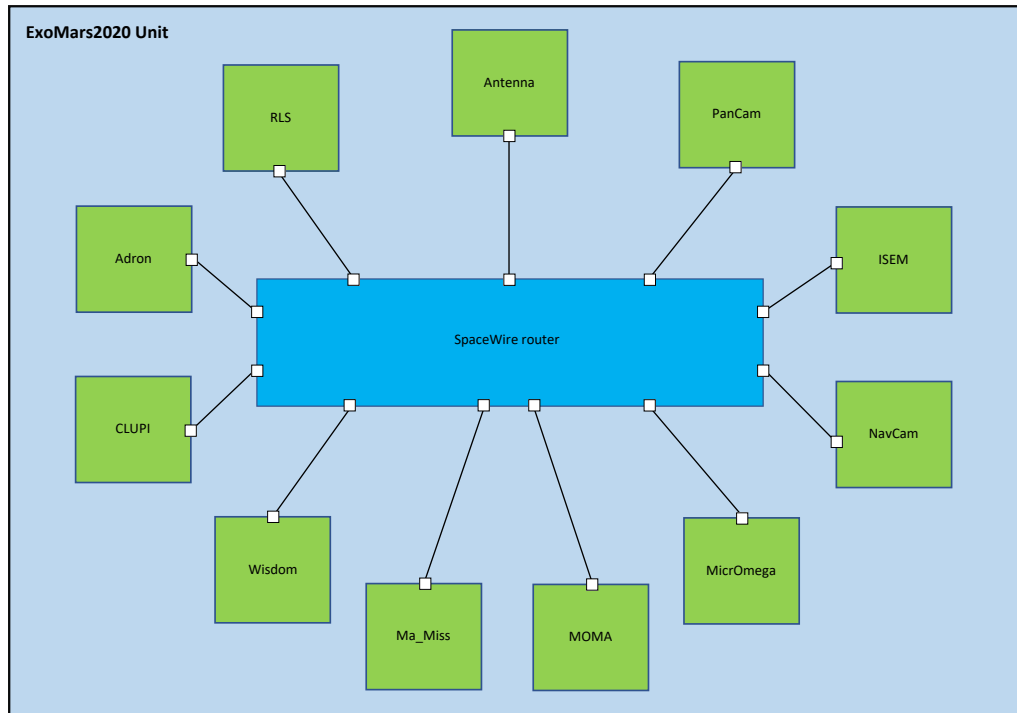 ExoMars2020 Unit
Antenna
RLS
PanCam
Adron
ISEM
SpaceWire router
CLUPI
NavCam
Wisdom
MicrOmega
Ma_Miss
MOMA